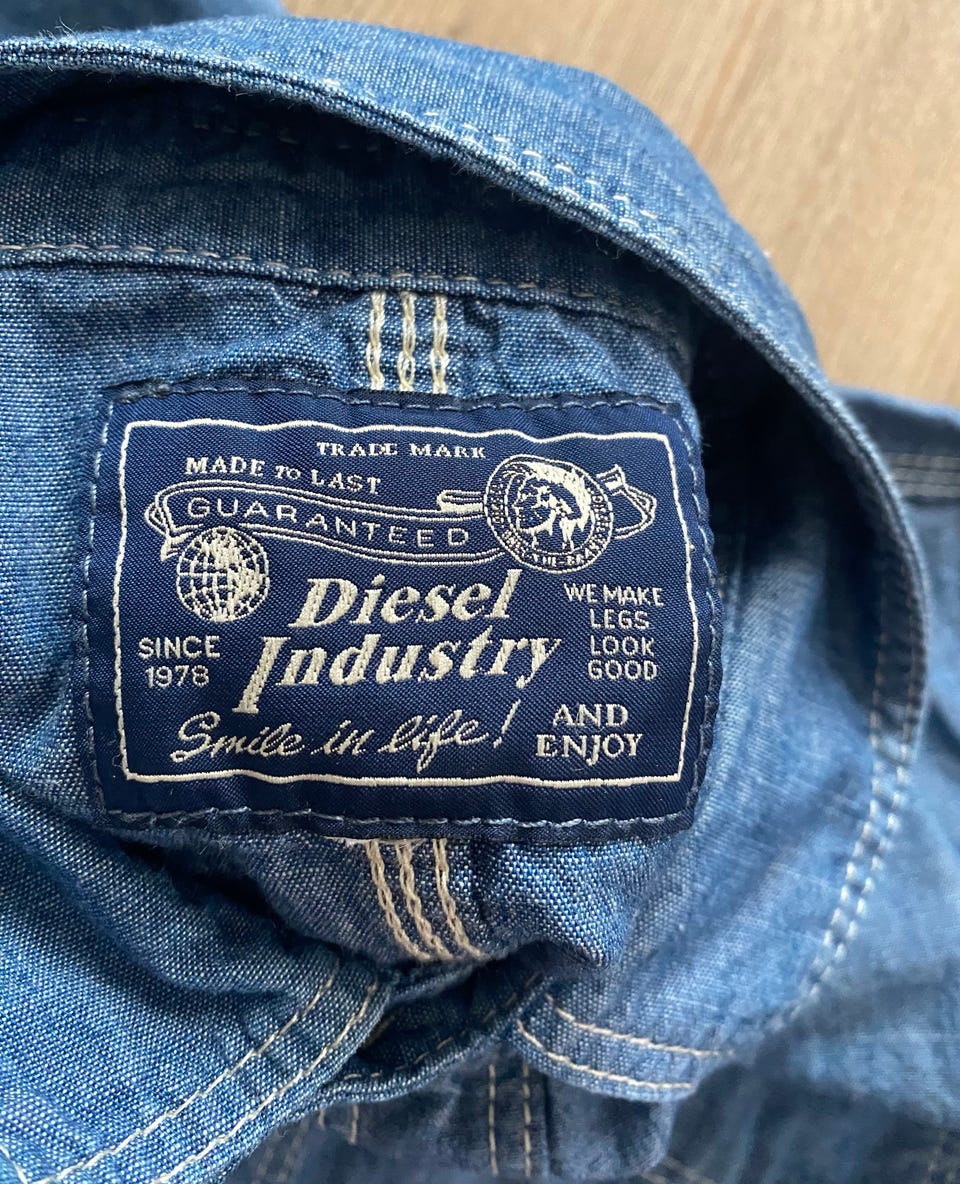 TRADE MARK
MADE TO LAST
GUARANTEED
Diesel
Industry
SINCE
1978
WE MAKE
LEGS
LOOK
GOOD
Smile in life!
AND
ENJOY